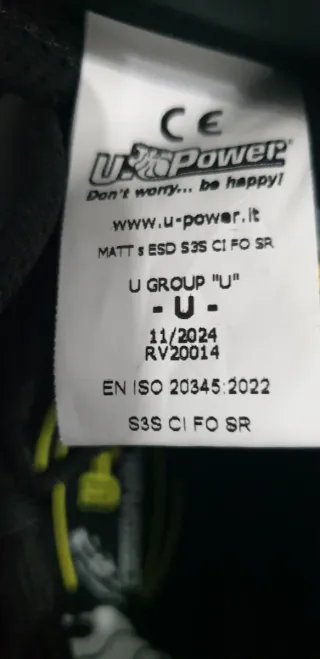 CE
U-Power
Don't worry... be happy!
www.u-power.it
MATT s ESD S3S CI FO SR
U GROUP "U"
- U -
11/2024
RV20014
EN ISO 20345:2022
S3S CI FO SR